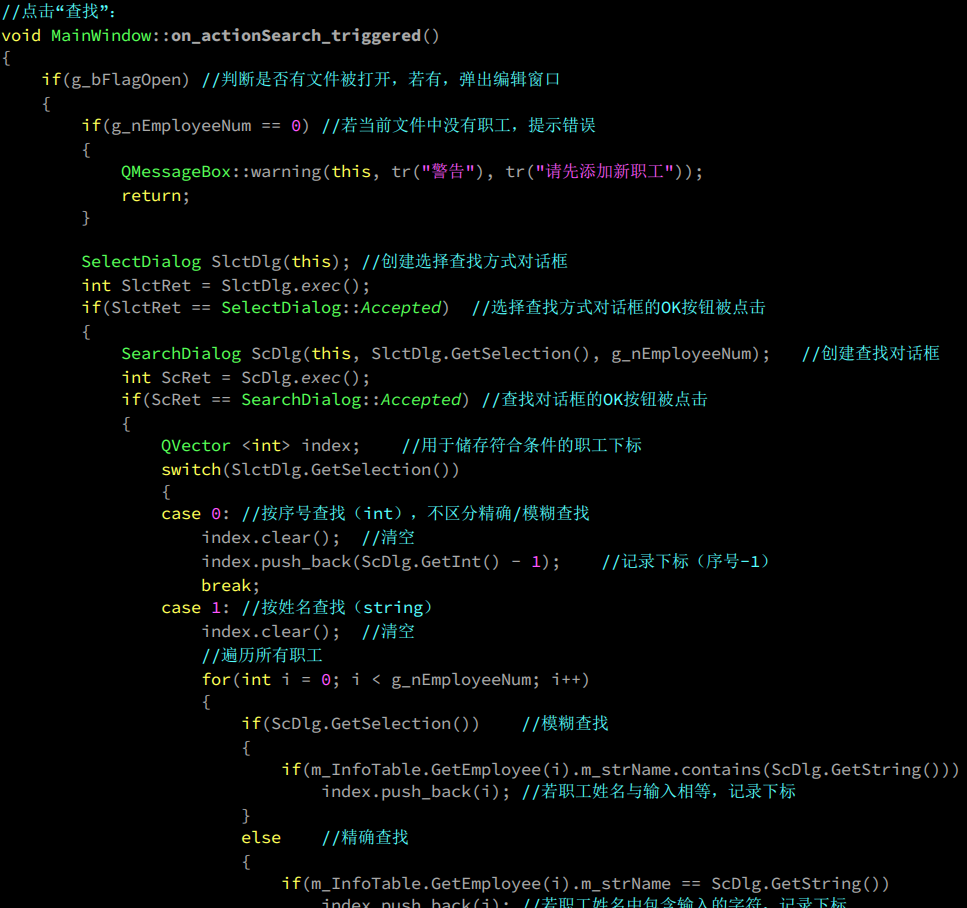 //点击“查找”：
void MainWindow::on_actionSearch_triggered()
{
    if(g_bFlagOpen) //判断是否有文件被打开，若有，弹出编辑窗口
    {
        if(g_nEmployeeNum == 0) //若当前文件中没有职工，提示错误
        {
            QMessageBox::warning(this, tr("警告"), tr("请先添加新职工"));
            return;
        }

        SelectDialog SlctDlg(this); //创建选择查找方式对话框
        int SlctRet = SlctDlg.exec();
        if(SlctRet == SelectDialog::Accepted)  //选择查找方式对话框的OK按钮被点击
        {
            SearchDialog ScDlg(this, SlctDlg.GetSelection(), g_nEmployeeNum);   //创建查找对话框
            int ScRet = ScDlg.exec();
            if(ScRet == SearchDialog::Accepted) //查找对话框的OK按钮被点击
            {
                QVector <int> index;    //用于储存符合条件的职工下标
                switch(SlctDlg.GetSelection())
                {
                case 0: //按序号查找（int），不区分精确/模糊查找
                    index.clear();  //清空
                    index.push_back(ScDlg.GetInt() - 1);    //记录下标（序号-1）
                    break;
                case 1: //按姓名查找（string）
                    index.clear();  //清空
                    //遍历所有职工
                    for(int i = 0; i < g_nEmployeeNum; i++)
                    {
                        if(ScDlg.GetSelection())    //模糊查找
                        {
                            if(m_InfoTable.GetEmployee(i).m_strName.contains(ScDlg.GetString()))
                                index.push_back(i); //若职工姓名与输入相等，记录下标
                        }
                        else    //精确查找
                        {
                            if(m_InfoTable.GetEmployee(i).m_strName == ScDlg.GetString())
                                index.push_back(i); //若职工姓名中包含输入的字符，记录下标